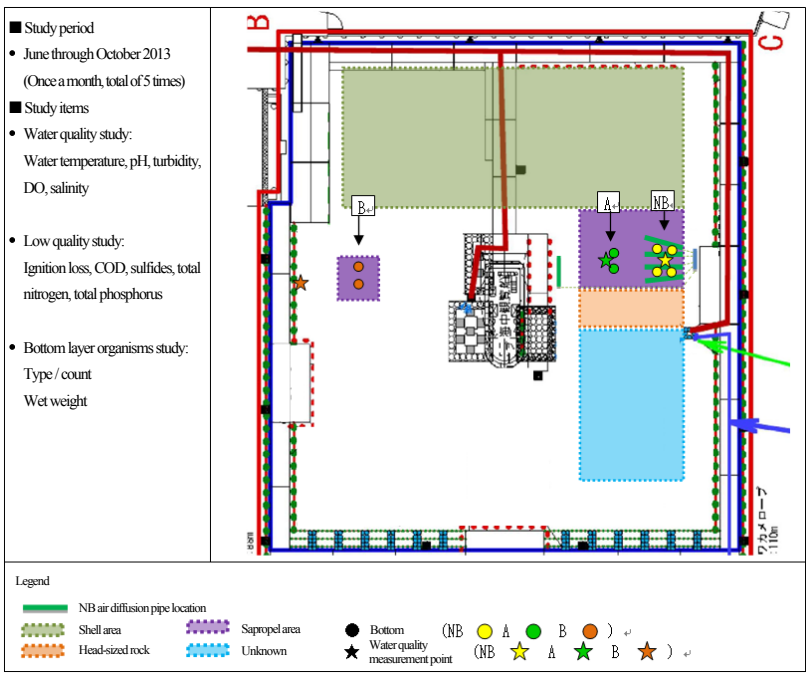 ■ Study period
• June through October 2013
(Once a month, total of 5 times)
■ Study items
• Water quality study:
Water temperature, pH, turbidity,
DO, salinity
• Low quality study:
Ignition loss, COD, sulfides, total
nitrogen, total phosphorus
• Bottom layer organisms study:
Type / count
Wet weight
B
C
B
A
NB
ワカメロープ
:110m
Legend
NB air diffusion pipe location
Shell area
Sapropel area
Bottom
(NB A B )
Head-sized rock
Unknown
Water quality
measurement point
(NB A B )